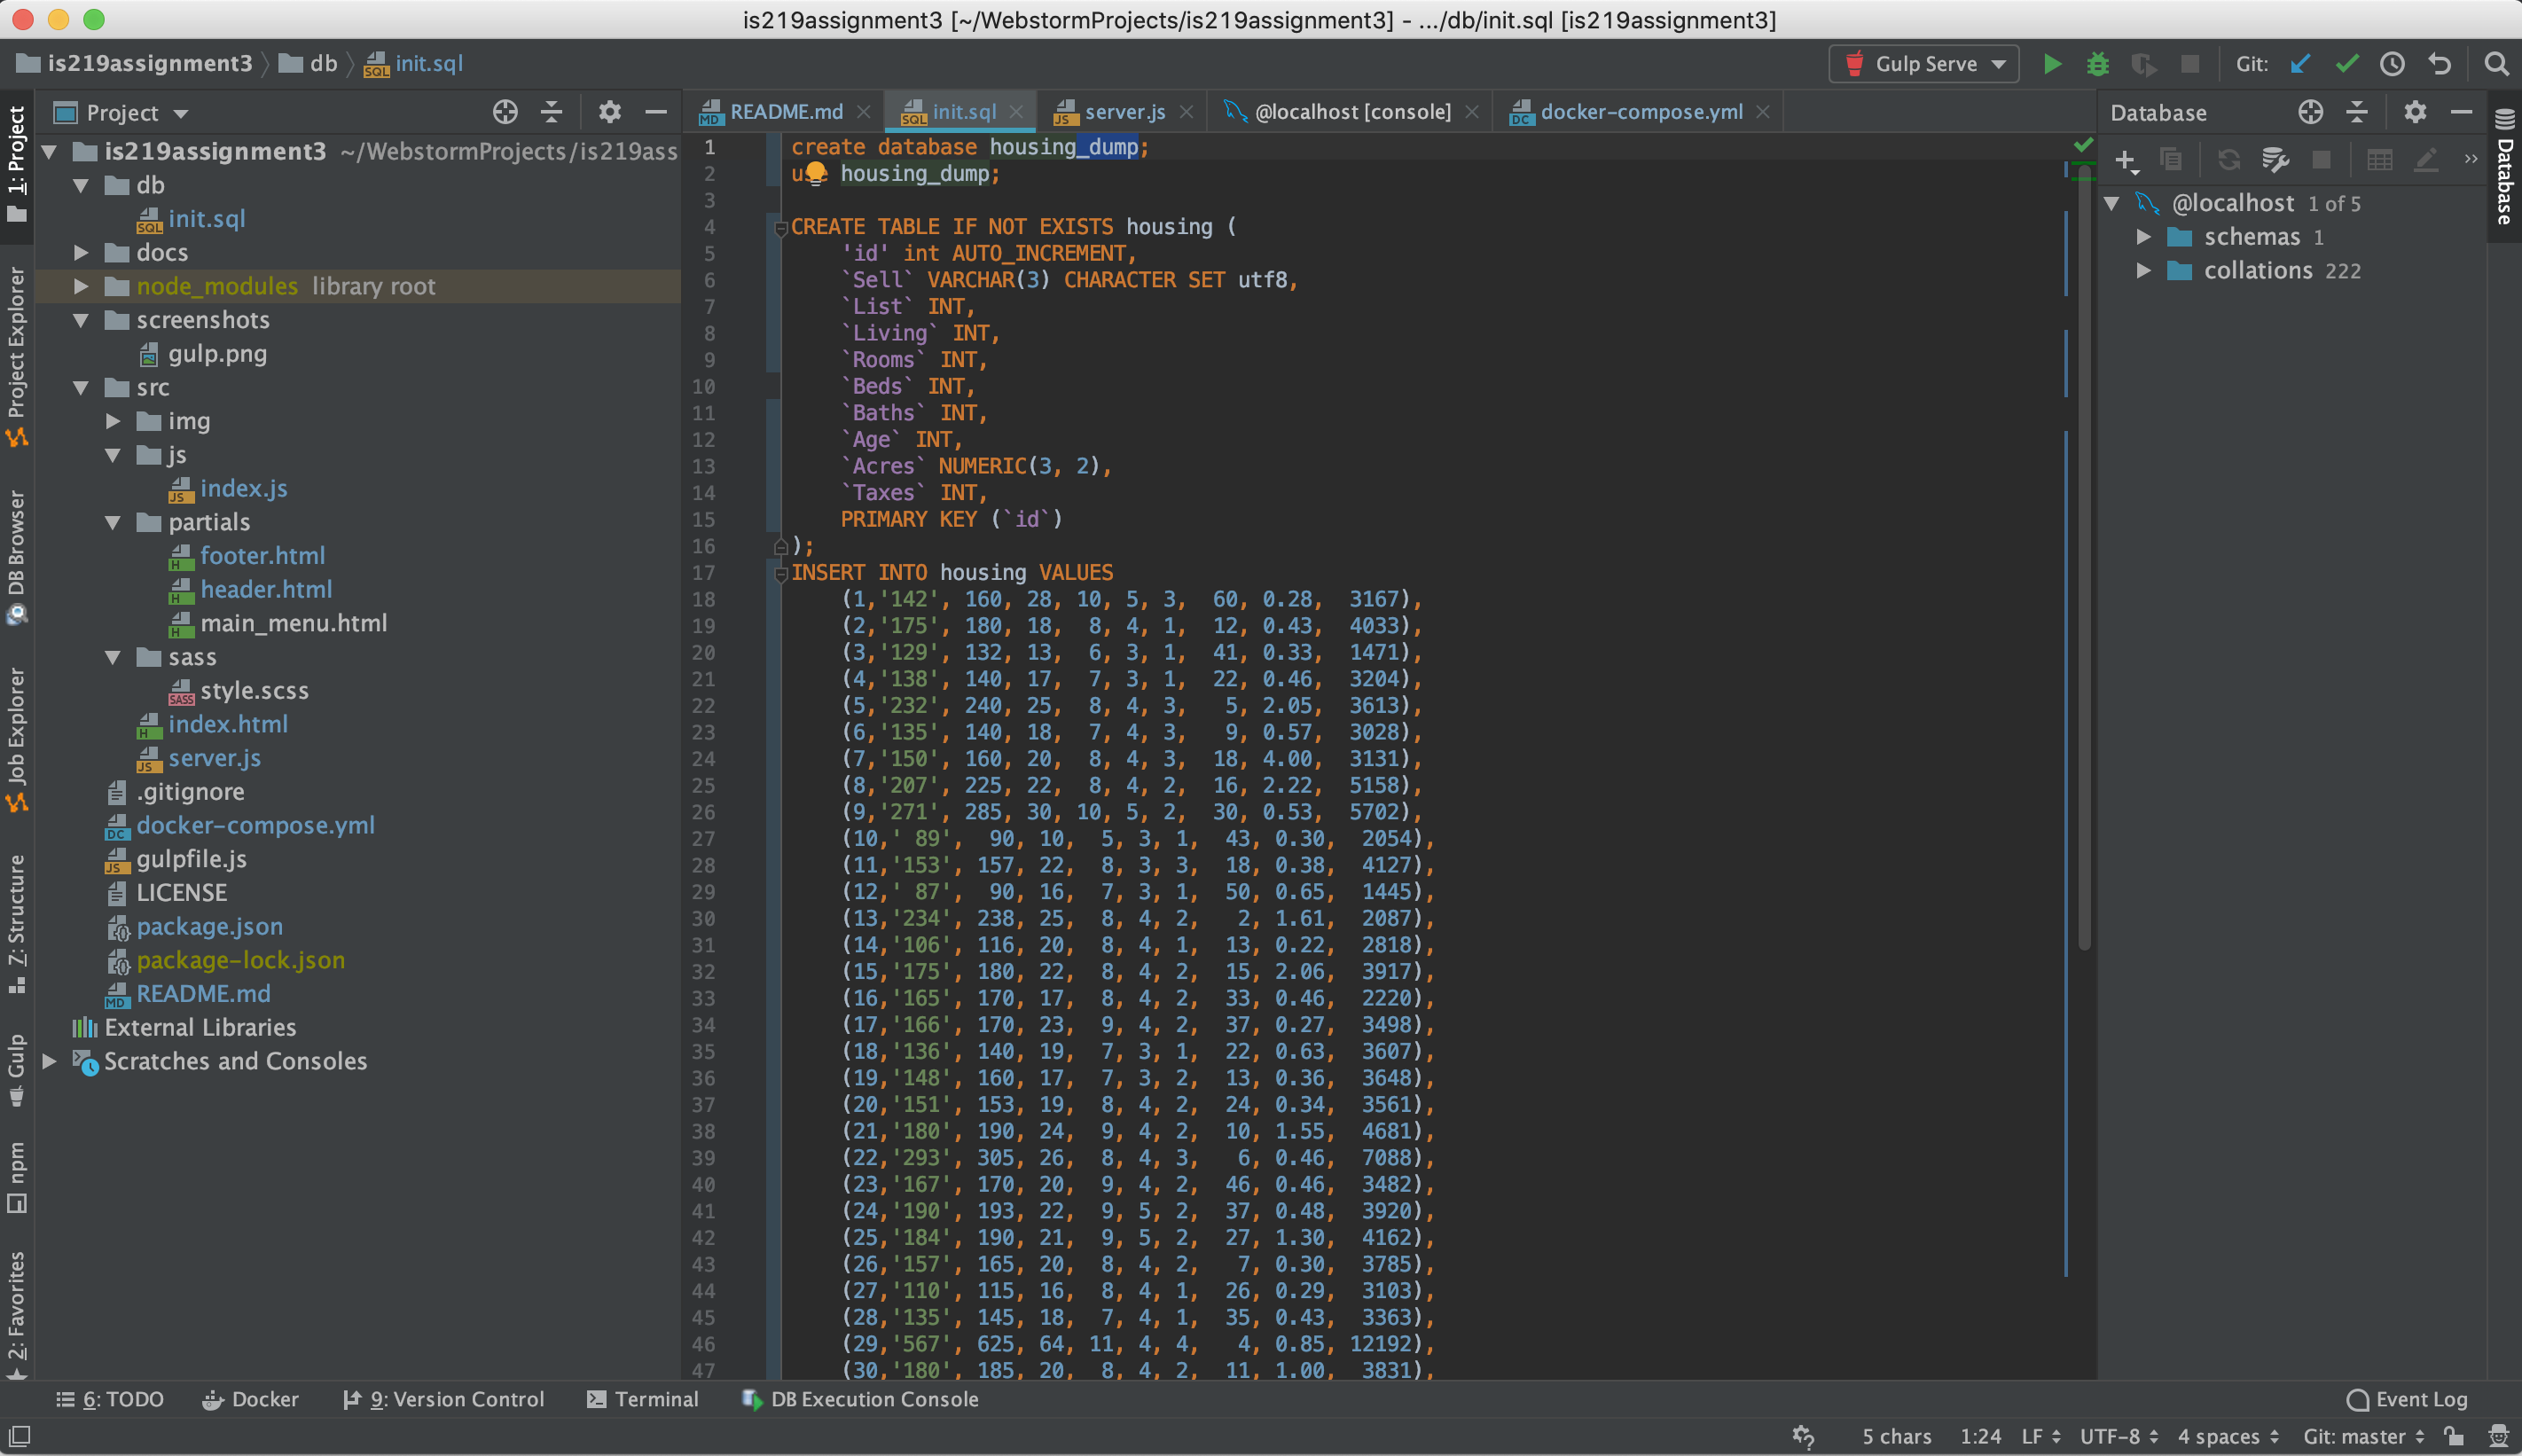 is219assignment3 [~/WebstormProjects/is219assignment3] - .../db/init.sql [is219assignment3]
is219assignment3 db init.sql
Gulp Serve Git:
Project
README.md init.sql server.js @localhost [console] docker-compose.yml
Database
1: Project
Project Explorer
DB Browser
Job Explorer
Z: Structure
Gulp
npm
2: Favorites
is219assignment3 ~/WebstormProjects/is219ass
db
init.sql
docs
node_modules library root
screenshots
gulp.png
src
img
js
index.js
partials
footer.html
header.html
main_menu.html
sass
style.scss
index.html
server.js
.gitignore
docker-compose.yml
gulpfile.js
LICENSE
package.json
package-lock.json
README.md
External Libraries
Scratches and Consoles
1 create database housing_dump;
2 use housing_dump;
3
4 CREATE TABLE IF NOT EXISTS housing (
5 'id' int AUTO_INCREMENT,
6 `Sell` VARCHAR(3) CHARACTER SET utf8,
7 `List` INT,
8 `Living` INT,
9 `Rooms` INT,
10 `Beds` INT,
11 `Baths` INT,
12 `Age` INT,
13 `Acres` NUMERIC(3, 2),
14 `Taxes` INT,
15 PRIMARY KEY (`id`)
16 );
17 INSERT INTO housing VALUES
18 (1,'142', 160, 28, 10, 5, 3, 60, 0.28, 3167),
19 (2,'175', 180, 18, 8, 4, 1, 12, 0.43, 4033),
20 (3,'129', 132, 13, 6, 3, 1, 41, 0.33, 1471),
21 (4,'138', 140, 17, 7, 3, 1, 22, 0.46, 3204),
22 (5,'232', 240, 25, 8, 4, 3, 5, 2.05, 3613),
23 (6,'135', 140, 18, 7, 4, 3, 9, 0.57, 3028),
24 (7,'150', 160, 20, 8, 4, 3, 18, 4.00, 3131),
25 (8,'207', 225, 22, 8, 4, 2, 16, 2.22, 5158),
26 (9,'271', 285, 30, 10, 5, 2, 30, 0.53, 5702),
27 (10,' 89', 90, 10, 5, 3, 1, 43, 0.30, 2054),
28 (11,'153', 157, 22, 8, 3, 3, 18, 0.38, 4127),
29 (12,' 87', 90, 16, 7, 3, 1, 50, 0.65, 1445),
30 (13,'234', 238, 25, 8, 4, 2, 2, 1.61, 2087),
31 (14,'106', 116, 20, 8, 4, 1, 13, 0.22, 2818),
32 (15,'175', 180, 22, 8, 4, 2, 15, 2.06, 3917),
33 (16,'165', 170, 17, 8, 4, 2, 33, 0.46, 2220),
34 (17,'166', 170, 23, 9, 4, 2, 37, 0.27, 3498),
35 (18,'136', 140, 19, 7, 3, 1, 22, 0.63, 3607),
36 (19,'148', 160, 17, 7, 3, 2, 13, 0.36, 3648),
37 (20,'151', 153, 19, 8, 4, 2, 24, 0.34, 3561),
38 (21,'180', 190, 24, 9, 4, 2, 10, 1.55, 4681),
39 (22,'293', 305, 26, 8, 4, 3, 6, 0.46, 7088),
40 (23,'167', 170, 20, 9, 4, 2, 46, 0.46, 3482),
41 (24,'190', 193, 22, 9, 5, 2, 37, 0.48, 3920),
42 (25,'184', 190, 21, 9, 5, 2, 27, 1.30, 4162),
43 (26,'157', 165, 20, 8, 4, 2, 7, 0.30, 3785),
44 (27,'110', 115, 16, 8, 4, 1, 26, 0.29, 3103),
45 (28,'135', 145, 18, 7, 4, 1, 35, 0.43, 3363),
46 (29,'567', 625, 64, 11, 4, 4, 4, 0.85, 12192),
47 (30,'180', 185, 20, 8, 4, 2, 11, 1.00, 3831),
@localhost 1 of 5
schemas 1
collations 222
Database
6: TODO Docker 9: Version Control Terminal DB Execution Console Event Log
5 chars 1:24 LF UTF-8 4 spaces Git: master